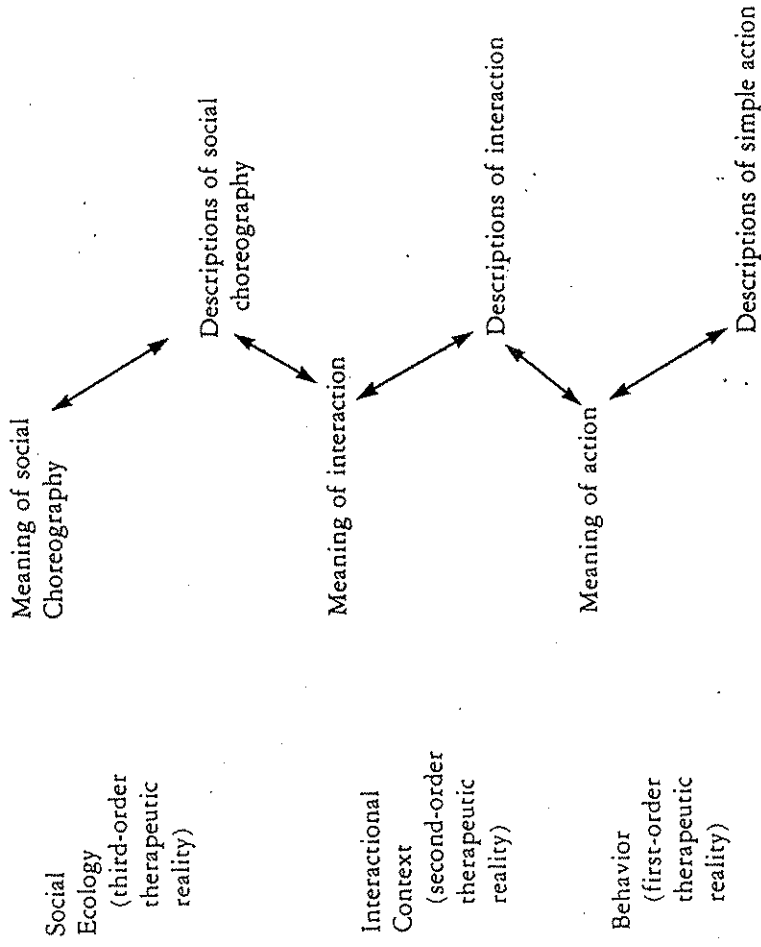 Meaning of social
Choreography
Social
Ecology
(third-order
therapeutic
reality)
Descriptions of social
choreography
Meaning of interaction
Interactional
Context
(second-order
therapeutic
reality)
Descriptions of interaction
Meaning of action
Behavior
(first-order
therapeutic
reality)
Descriptions of simple action